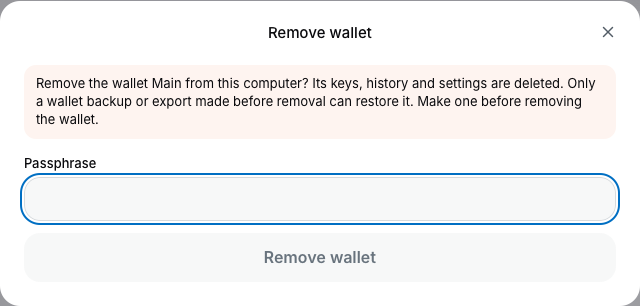 Remove wallet
Remove the wallet Main from this computer? Its keys, history and settings are deleted. Only
a wallet backup or export made before removal can restore it. Make one before removing
the wallet.
Passphrase
Remove wallet